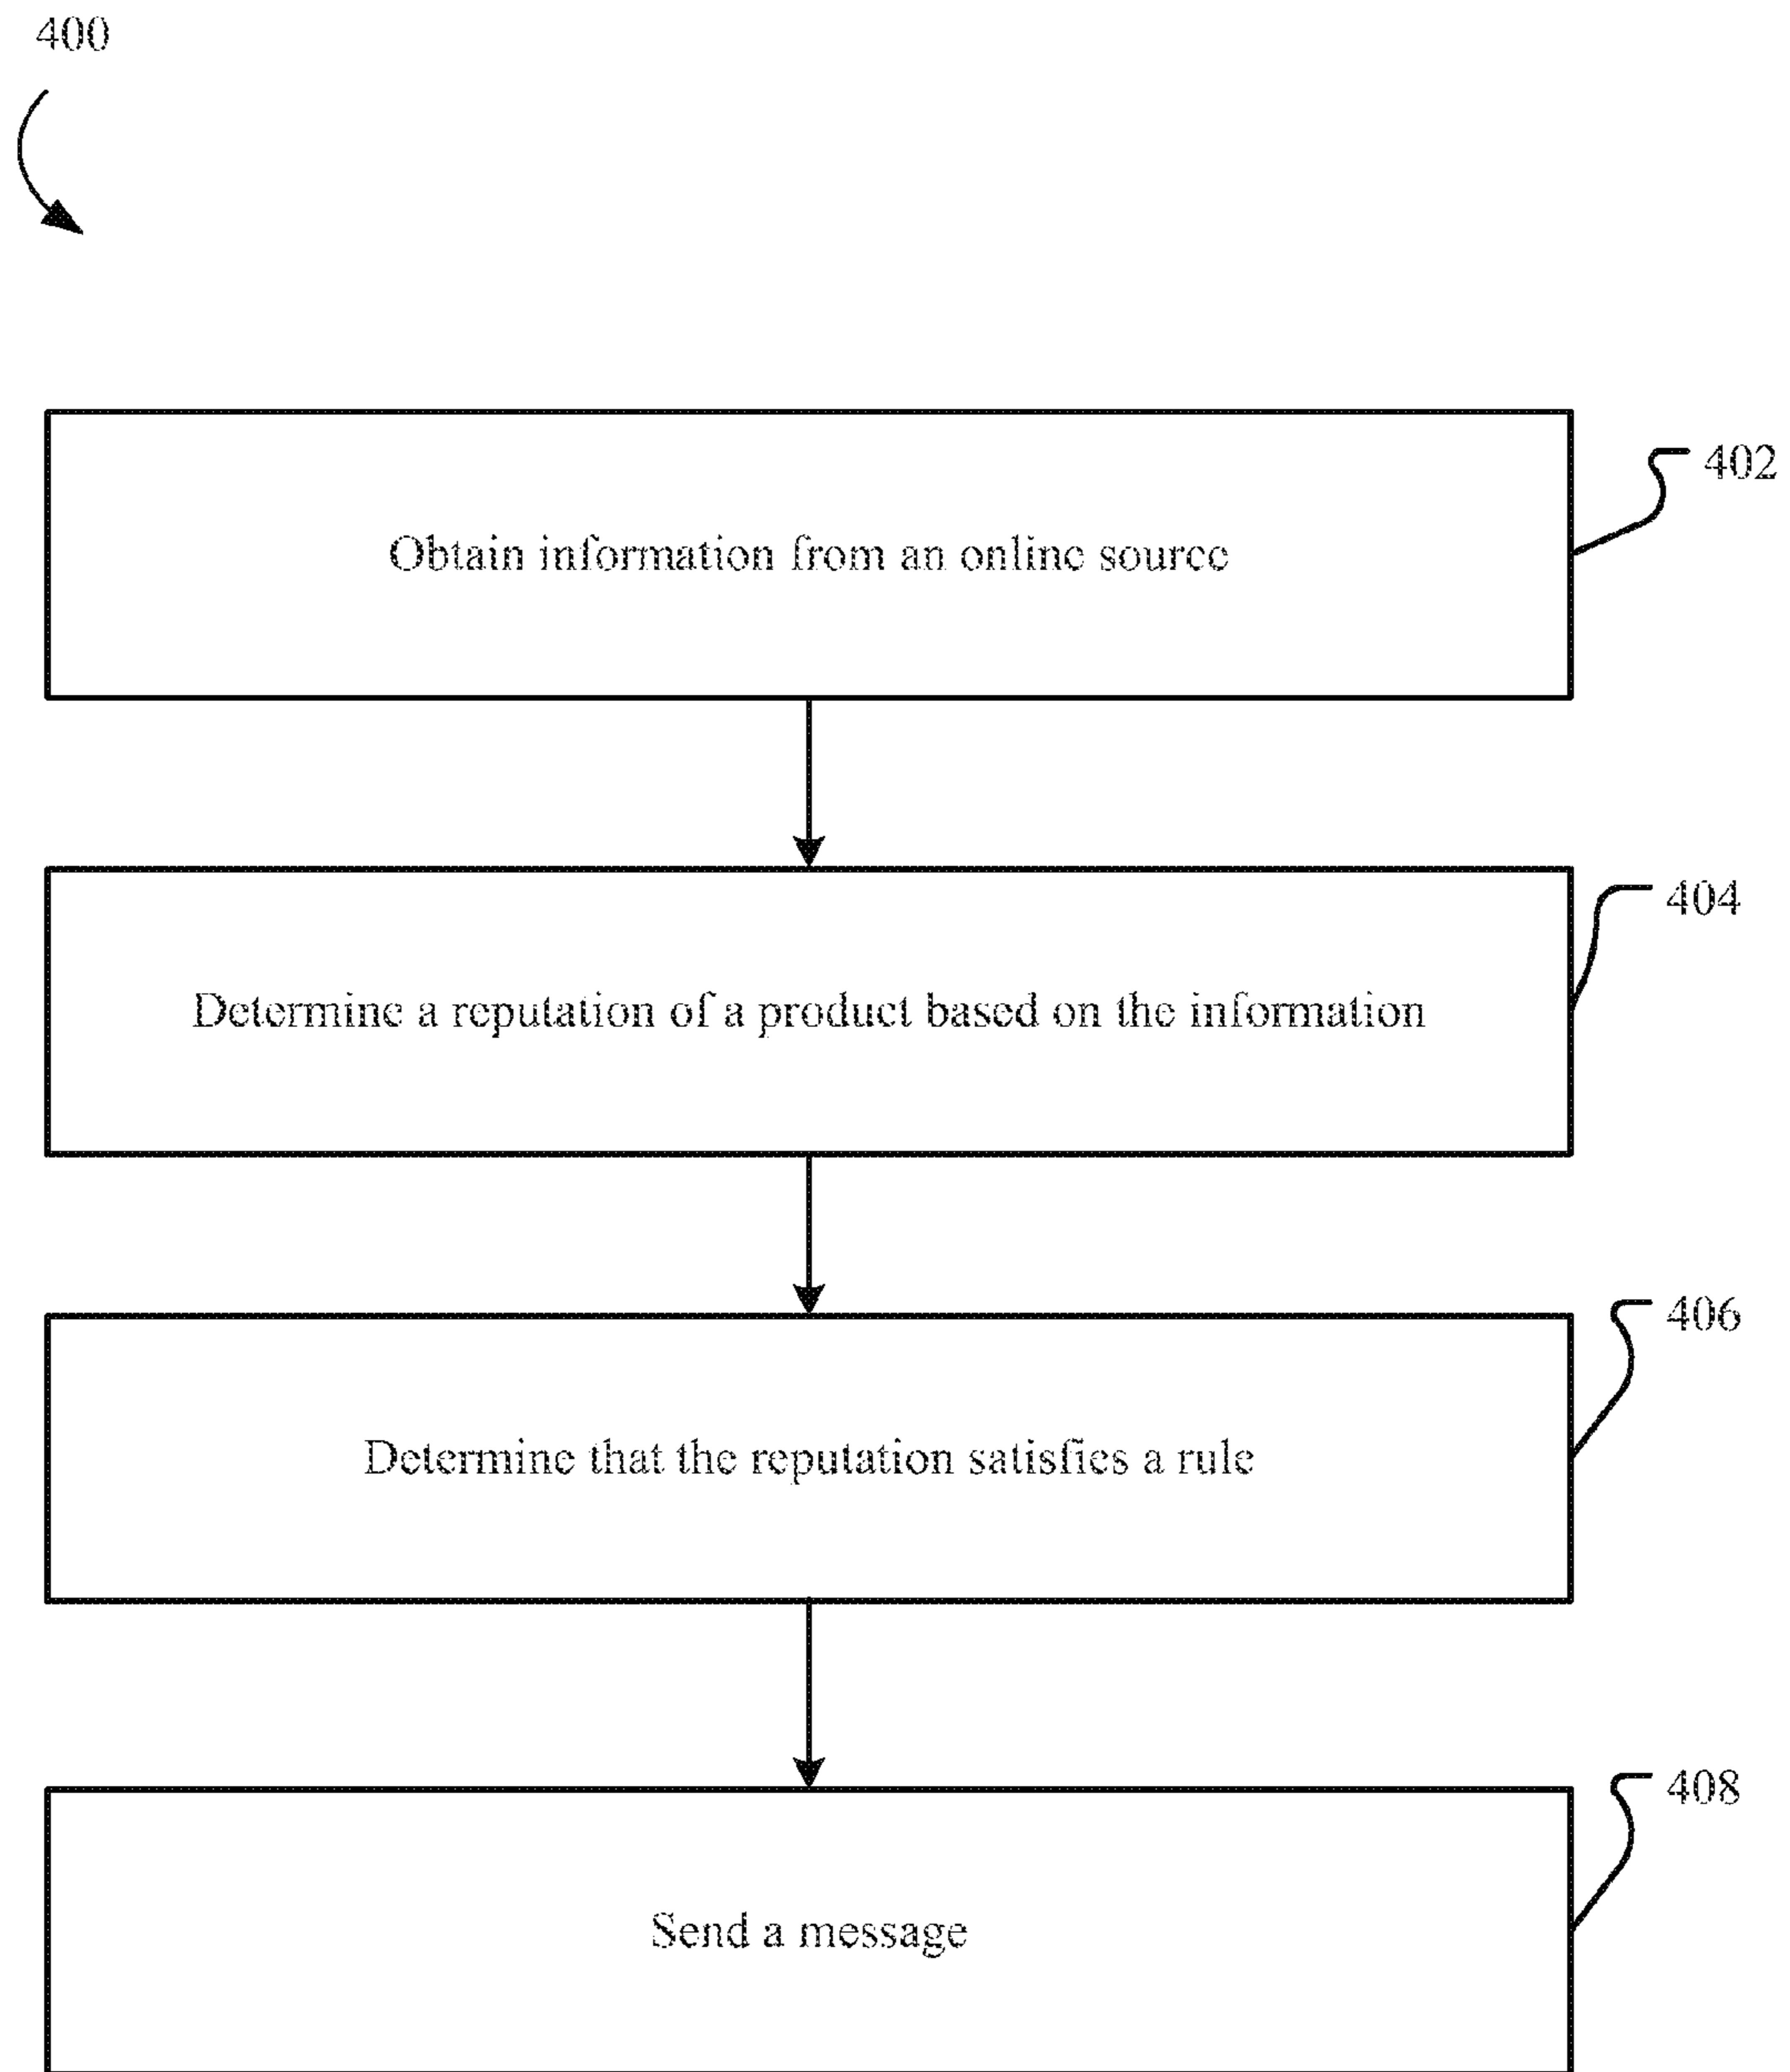 400
402
Obtain information from an online source
404
Determine a reputation of a product based on the information
406
Determine that the reputation satisfies a rule
408
Send a message